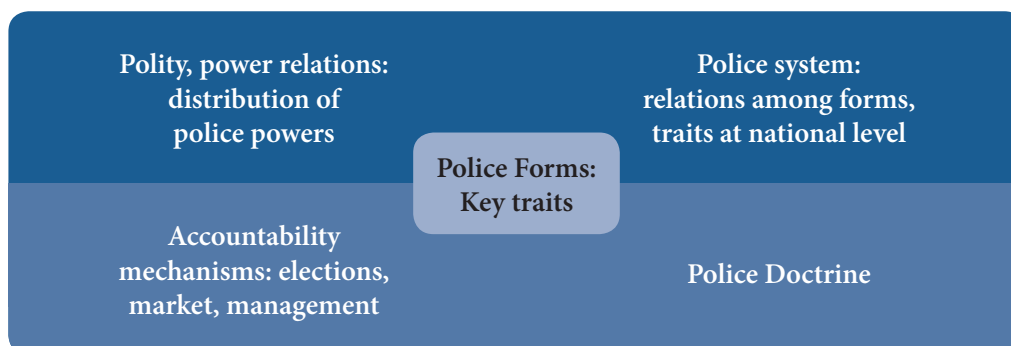 Polity, power relations:
distribution of
police powers
Police system:
relations among forms,
traits at national level
Police Forms:
Key traits
Accountability
mechanisms: elections,
market, management
Police Doctrine